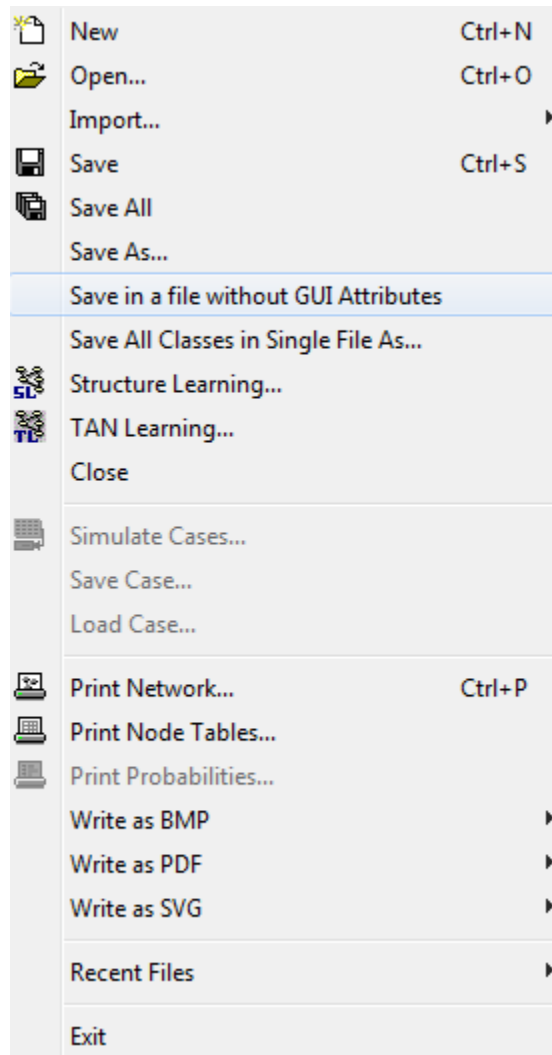 New Ctrl+N
Open... Ctrl+O
Import...
Save Ctrl+S
Save All
Save As...
Save in a file without GUI Attributes
Save All Classes in Single File As...
SL Structure Learning...
TL TAN Learning...
Close
Simulate Cases...
Save Case...
Load Case...
Print Network... Ctrl+P
Print Node Tables...
Print Probabilities...
Write as BMP
Write as PDF
Write as SVG
Recent Files
Exit